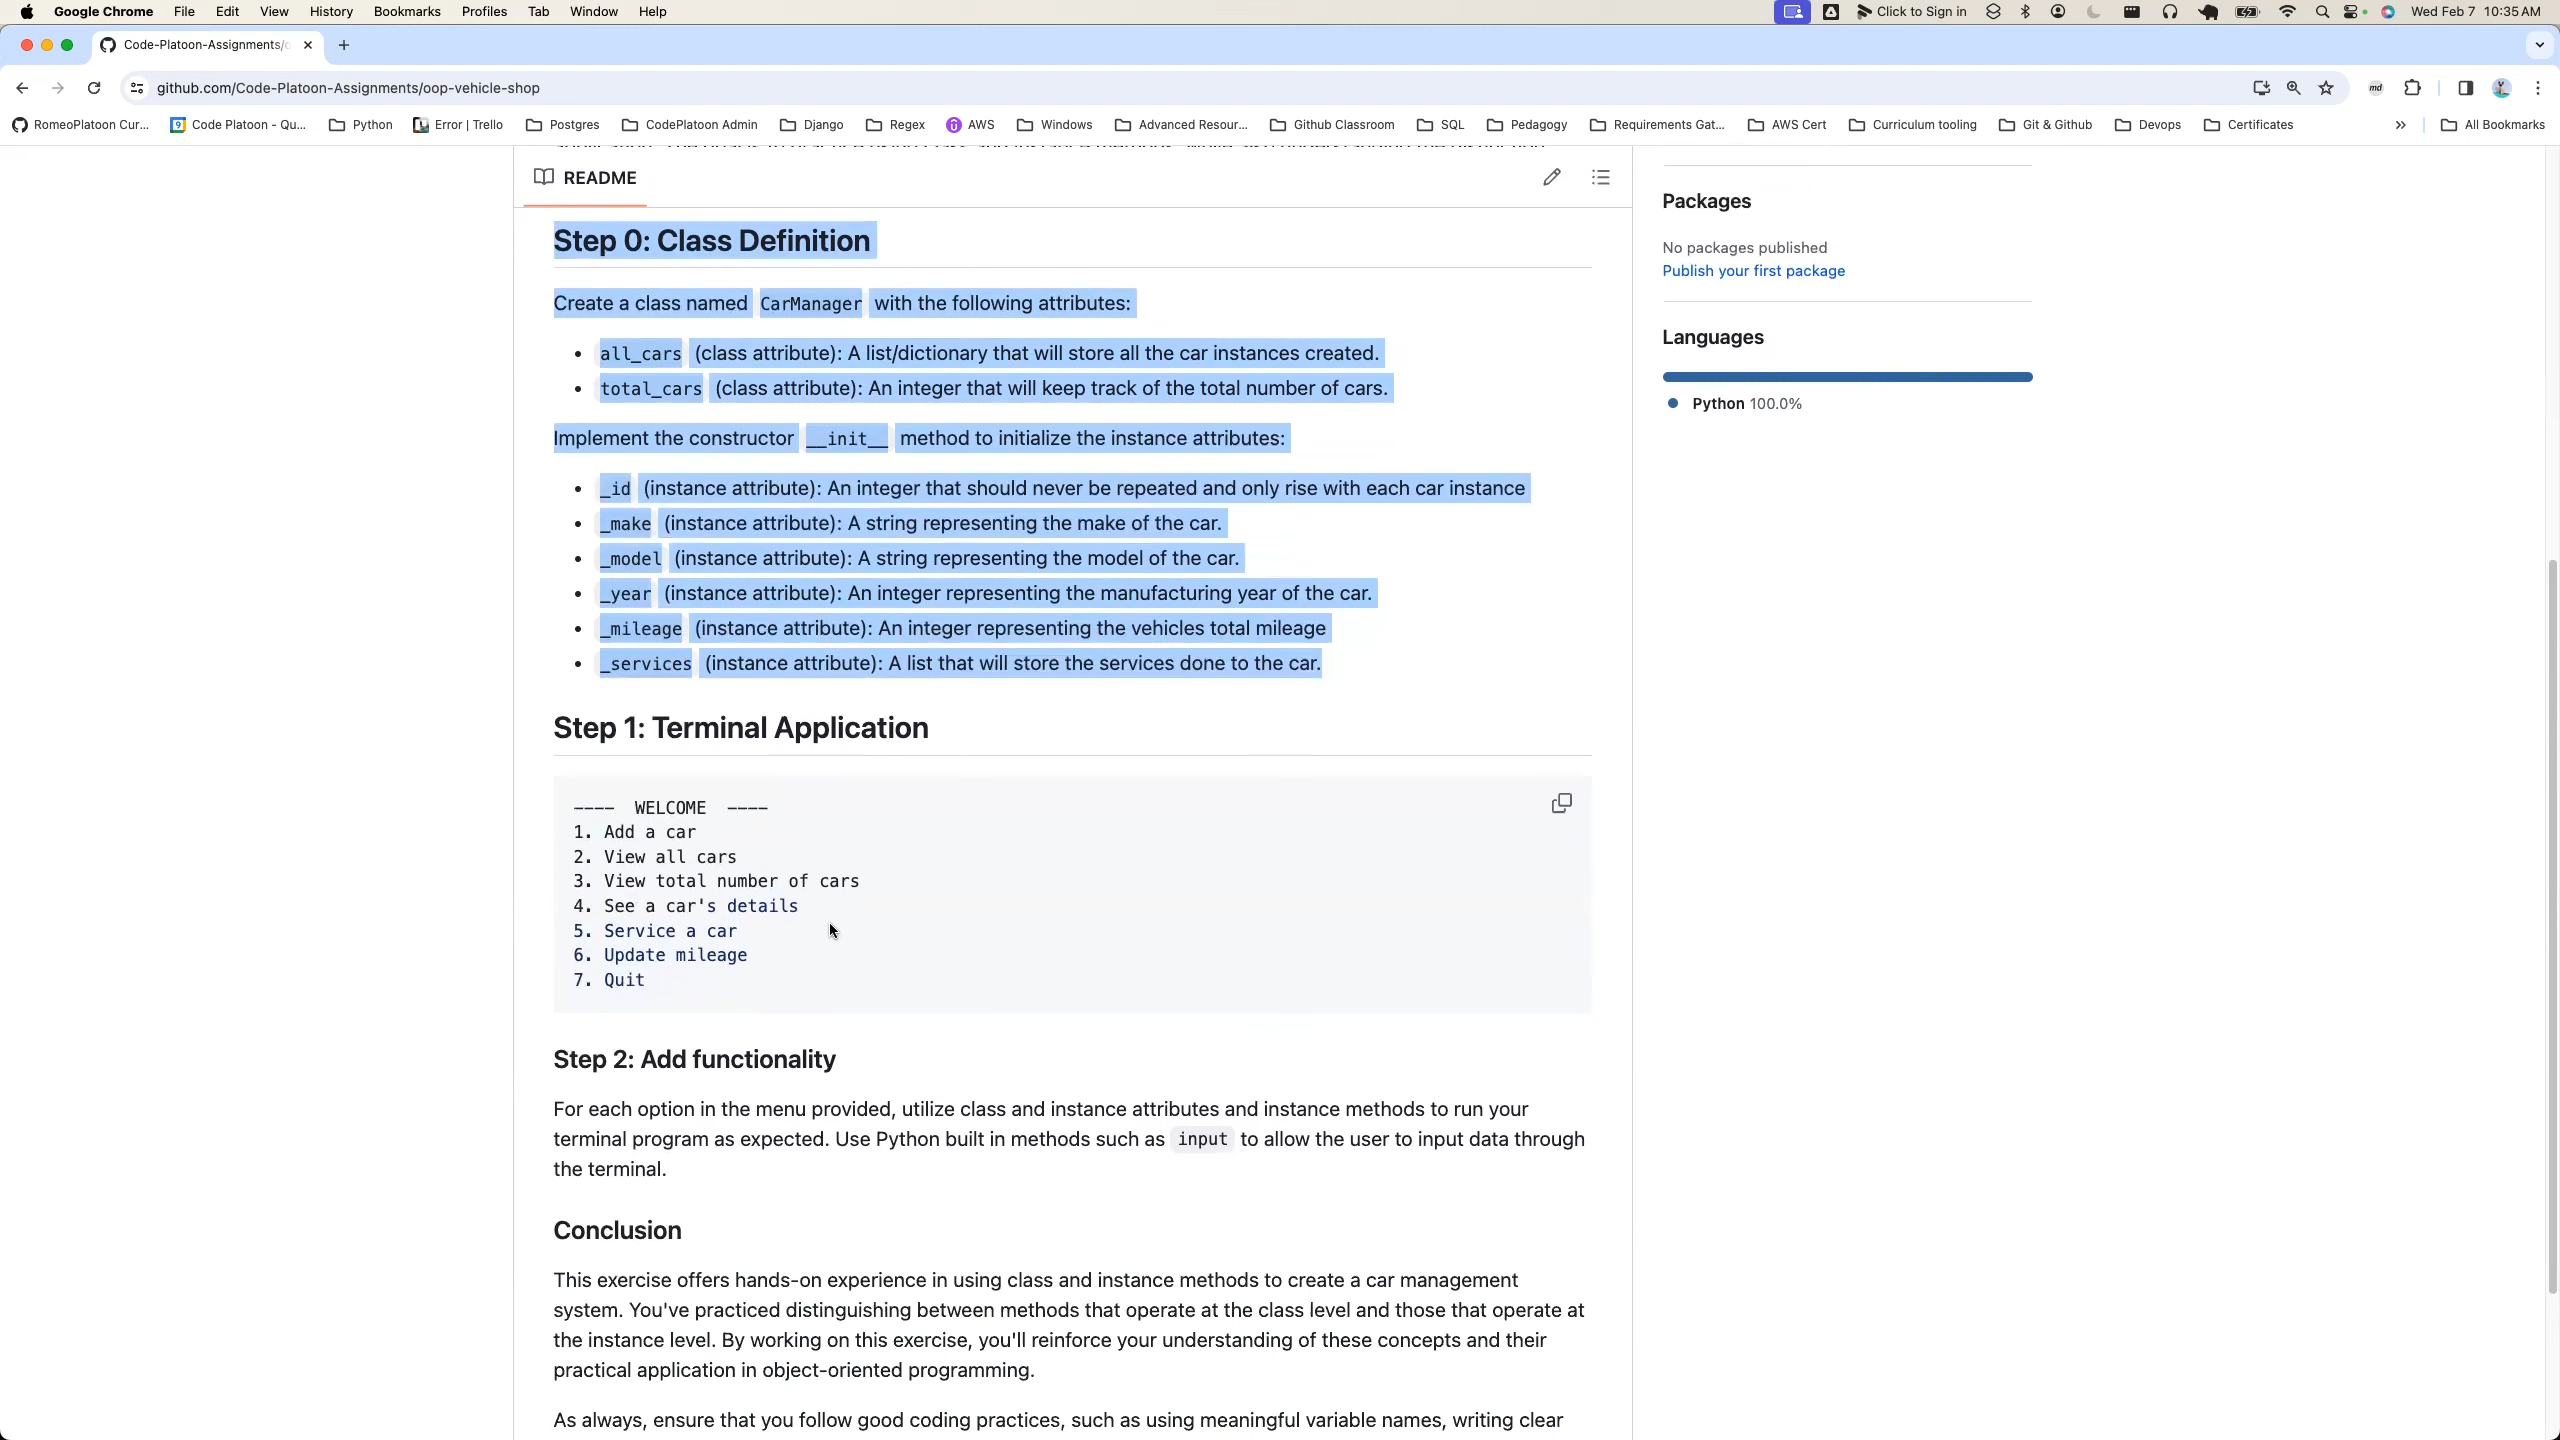 Google Chrome File Edit View History Bookmarks Profiles Tab Window Help Click to Sign in Wed Feb 7 10:35 AM
Code-Platoon-Assignments/o
github.com/Code-Platoon-Assignments/oop-vehicle-shop
RomeoPlatoon Cur... Code Platoon - Qu... Python Error | Trello Postgres CodePlatoon Admin Django Regex AWS Windows Advanced Resour... Github Classroom SQL Pedagogy Requirements Gat... AWS Cert Curriculum tooling Git & Github Devops Certificates All Bookmarks
README
Step 0: Class Definition
Create a class named CarManager with the following attributes:
• all_cars (class attribute): A list/dictionary that will store all the car instances created.
• total_cars (class attribute): An integer that will keep track of the total number of cars.
Implement the constructor __init__ method to initialize the instance attributes:
• _id (instance attribute): An integer that should never be repeated and only rise with each car instance
• _make (instance attribute): A string representing the make of the car.
• _model (instance attribute): A string representing the model of the car.
• _year (instance attribute): An integer representing the manufacturing year of the car.
• _mileage (instance attribute): An integer representing the vehicles total mileage
• _services (instance attribute): A list that will store the services done to the car.
Step 1: Terminal Application
---- WELCOME ----
1. Add a car
2. View all cars
3. View total number of cars
4. See a car's details
5. Service a car
6. Update mileage
7. Quit
Step 2: Add functionality
For each option in the menu provided, utilize class and instance attributes and instance methods to run your
terminal program as expected. Use Python built in methods such as input to allow the user to input data through
the terminal.
Conclusion
This exercise offers hands-on experience in using class and instance methods to create a car management
system. You've practiced distinguishing between methods that operate at the class level and those that operate at
the instance level. By working on this exercise, you'll reinforce your understanding of these concepts and their
practical application in object-oriented programming.
As always, ensure that you follow good coding practices, such as using meaningful variable names, writing clear
Packages
No packages published
Publish your first package
Languages
Python 100.0%